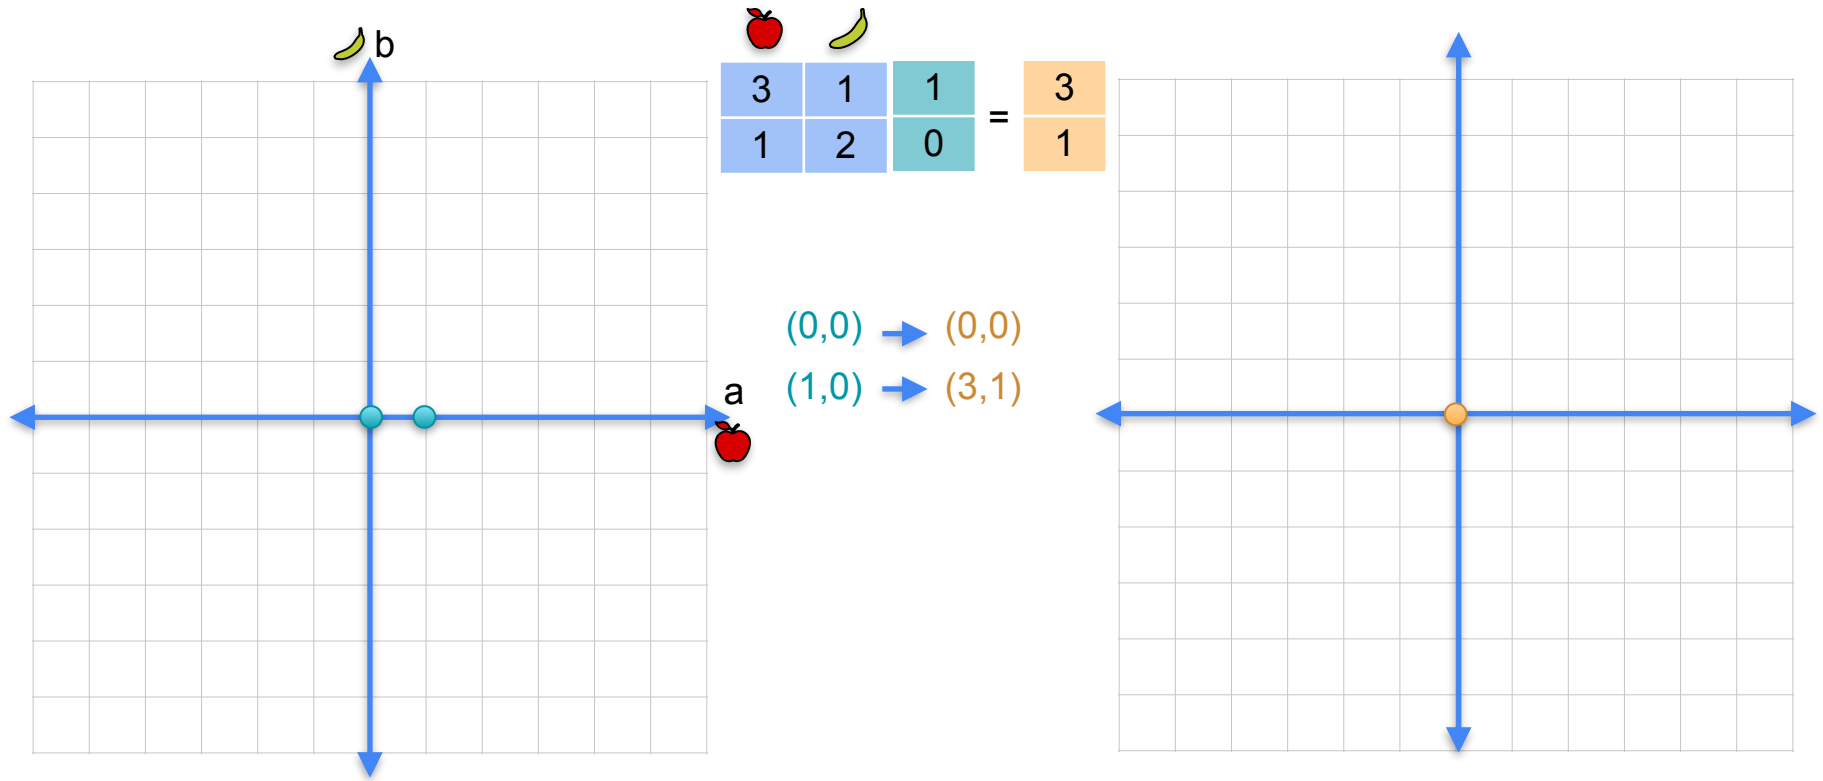 b
3 1 1 = 3
1 2 0 1
(0,0) (0,0)
(1,0) (3,1)
a